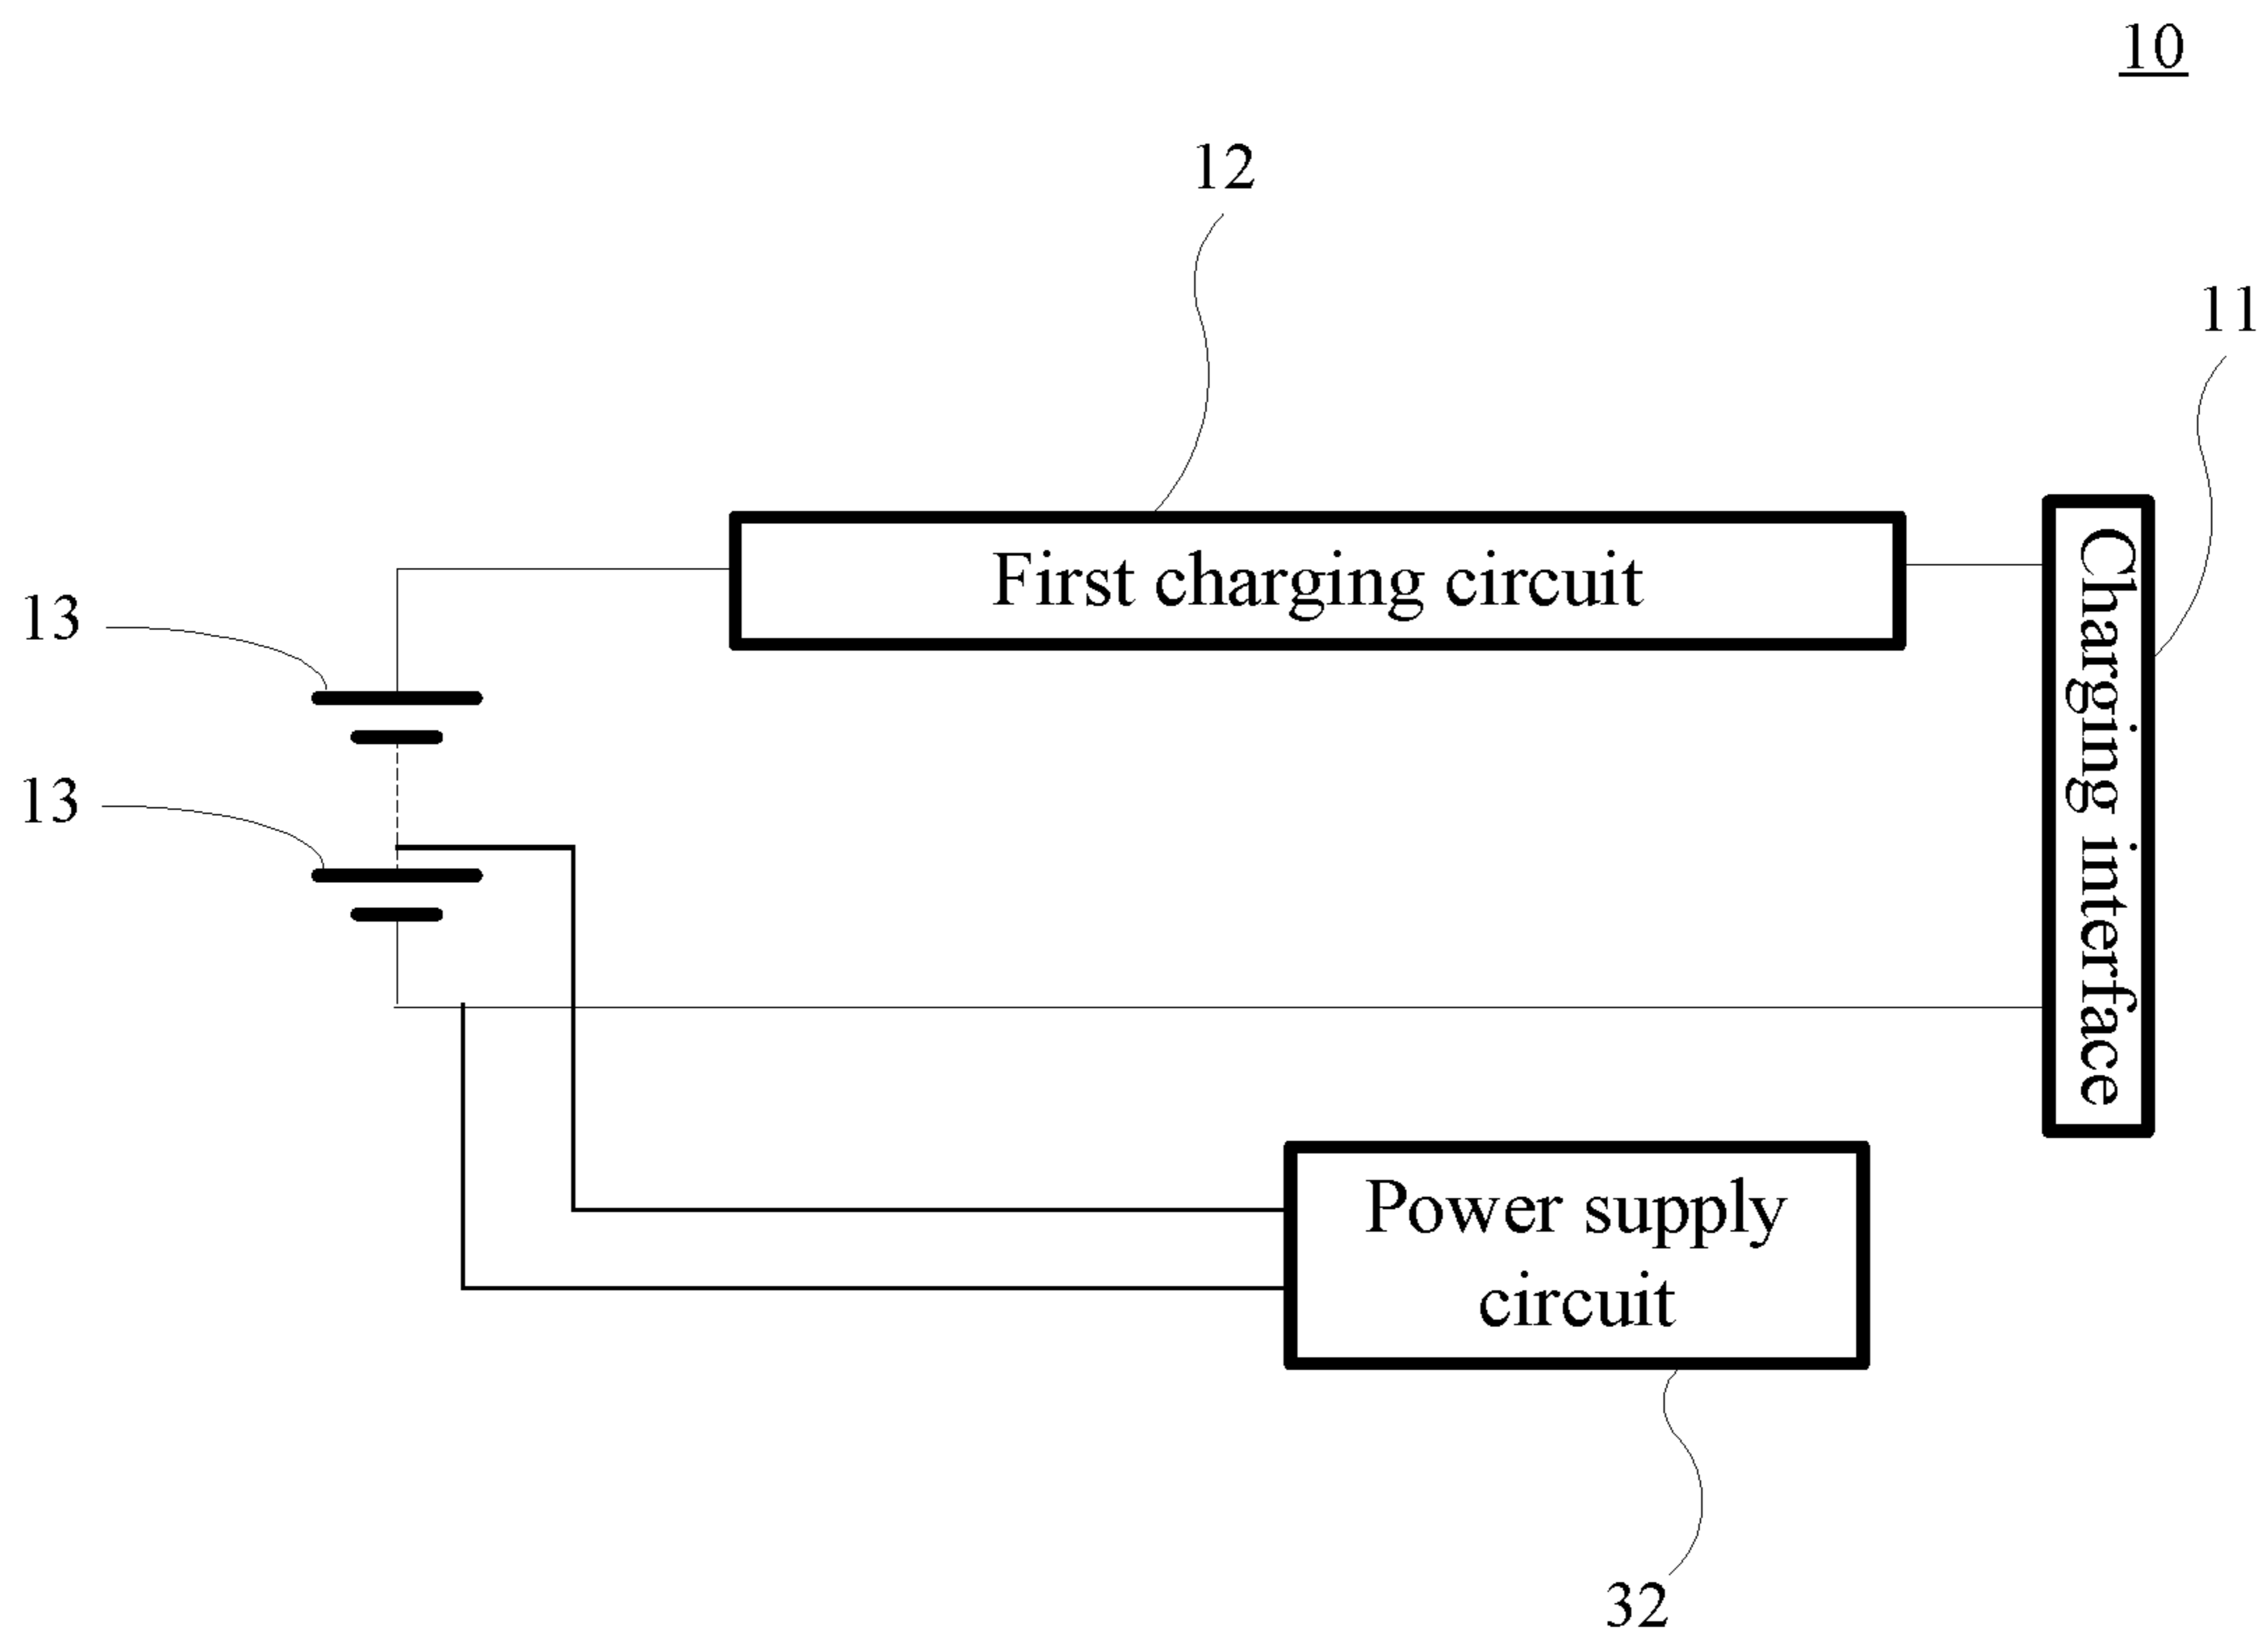 10
12
11
First charging circuit
13
Charging interface
13
Power supply
circuit
32